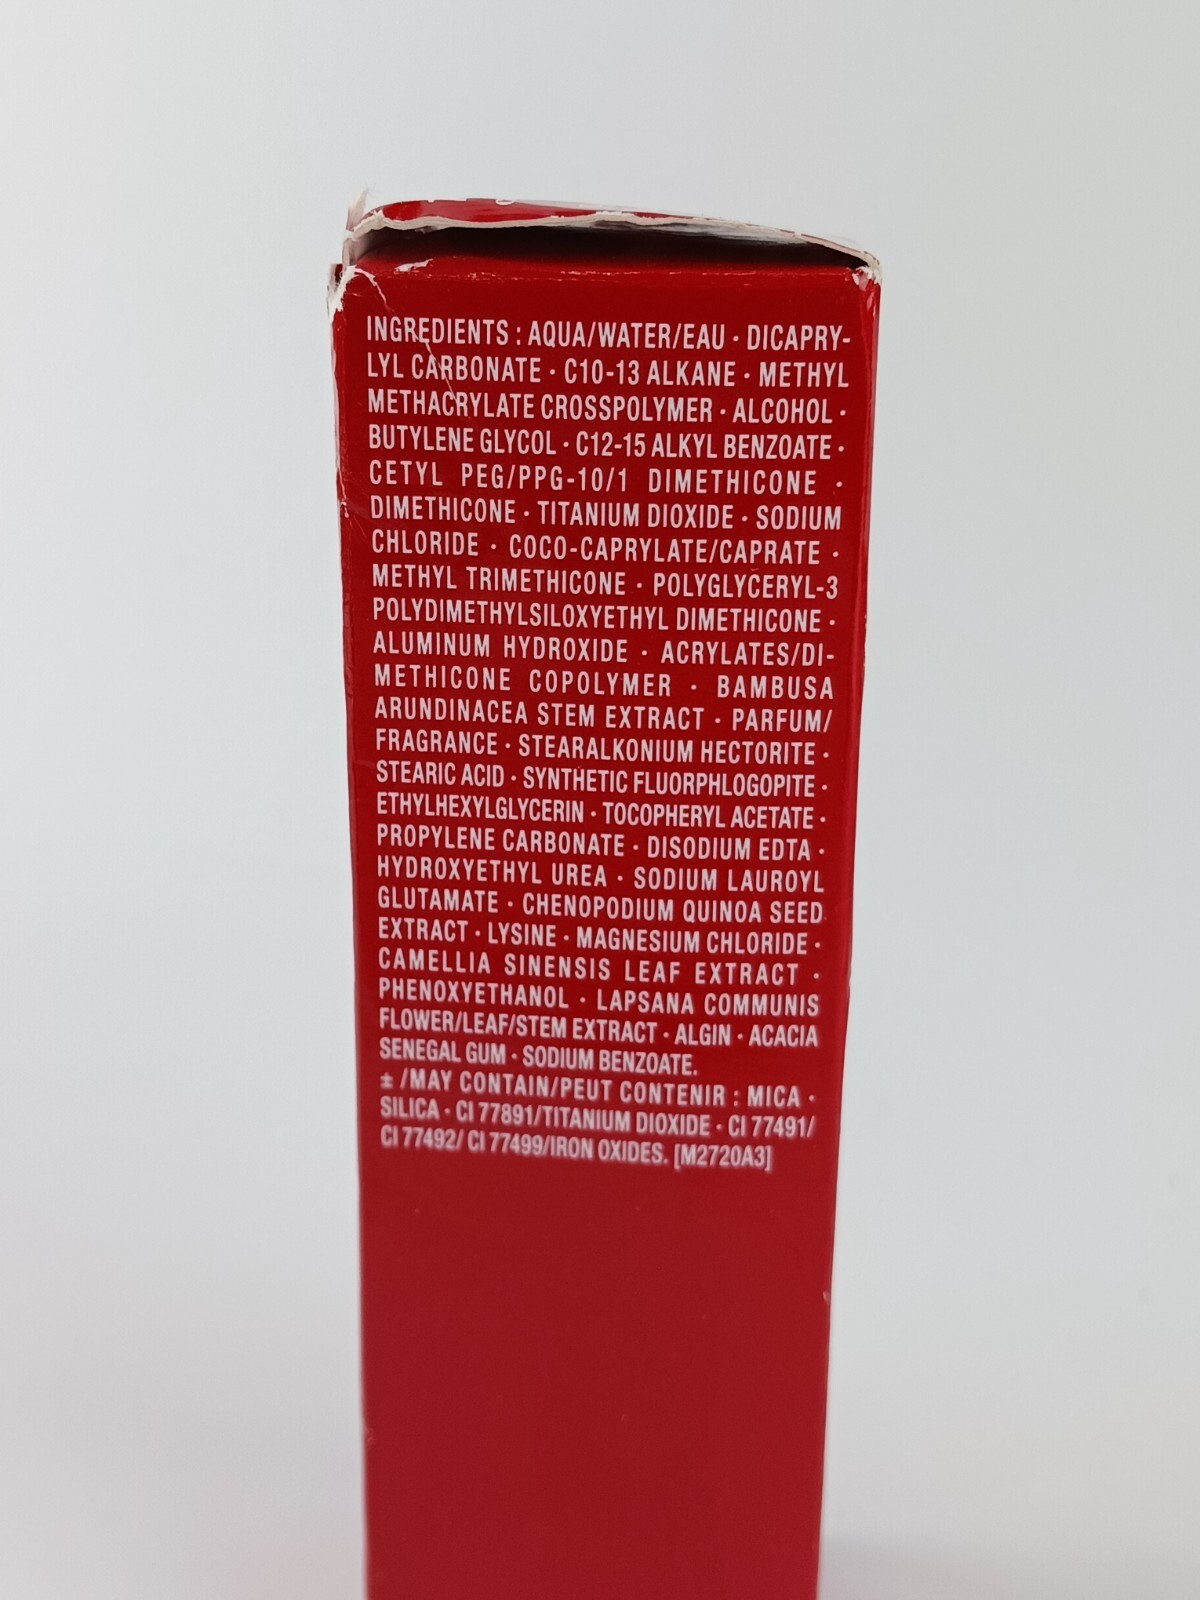 INGREDIENTS : AQUA/WATER/EAU · DICAPRY-
LYL CARBONATE · C10-13 ALKANE · METHYL
METHACRYLATE CROSSPOLYMER · ALCOHOL ·
BUTYLENE GLYCOL · C12-15 ALKYL BENZOATE ·
CETYL PEG/PPG-10/1 DIMETHICONE ·
DIMETHICONE · TITANIUM DIOXIDE · SODIUM
CHLORIDE · COCO-CAPRYLATE/CAPRATE ·
METHYL TRIMETHICONE · POLYGLYCERYL-3
POLYDIMETHYLSILOXYETHYL DIMETHICONE ·
ALUMINUM HYDROXIDE · ACRYLATES/DI-
METHICONE COPOLYMER · BAMBUSA
ARUNDINACEA STEM EXTRACT · PARFUM/
FRAGRANCE · STEARALKONIUM HECTORITE ·
STEARIC ACID · SYNTHETIC FLUORPHLOGOPITE ·
ETHYLHEXYLGLYCERIN · TOCOPHERYL ACETATE ·
PROPYLENE CARBONATE · DISODIUM EDTA ·
HYDROXYETHYL UREA · SODIUM LAUROYL
GLUTAMATE · CHENOPODIUM QUINOA SEED
EXTRACT · LYSINE · MAGNESIUM CHLORIDE ·
CAMELLIA SINENSIS LEAF EXTRACT ·
PHENOXYETHANOL · LAPSANA COMMUNIS
FLOWER/LEAF/STEM EXTRACT · ALGIN · ACACIA
SENEGAL GUM · SODIUM BENZOATE.
± /MAY CONTAIN/PEUT CONTENIR : MICA ·
SILICA · CI 77891/TITANIUM DIOXIDE · CI 77491/
CI 77492/ CI 77499/IRON OXIDES. [M2720A3]